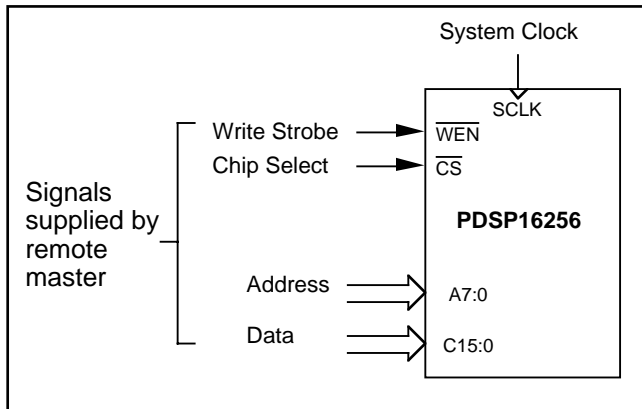 System Clock
SCLK
Write Strobe
WEN
Chip Select
CS
Signals
supplied by
remote
master
PDSP16256
Address
A7:0
Data
C15:0